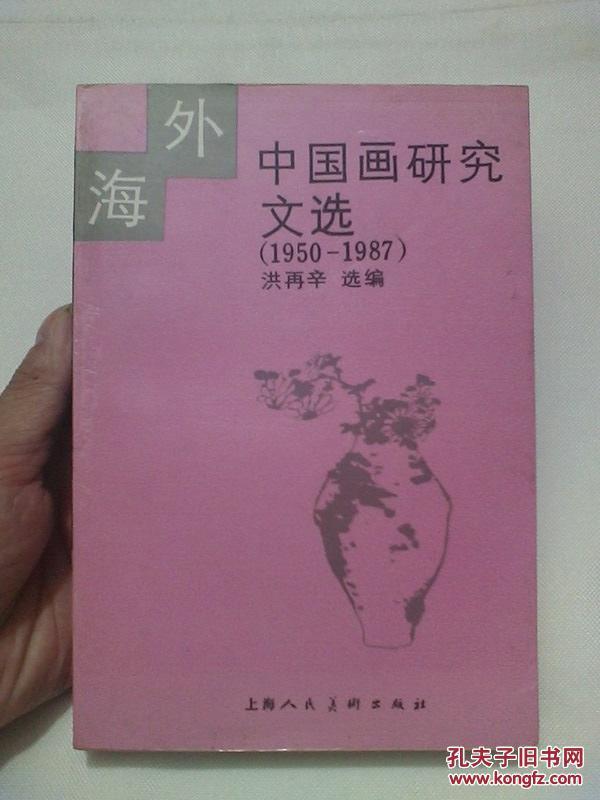 海外
中国画研究
文选
(1950-1987)
洪再辛 选编
上海人民美術出版社
孔夫子旧书网
www.kongfz.com